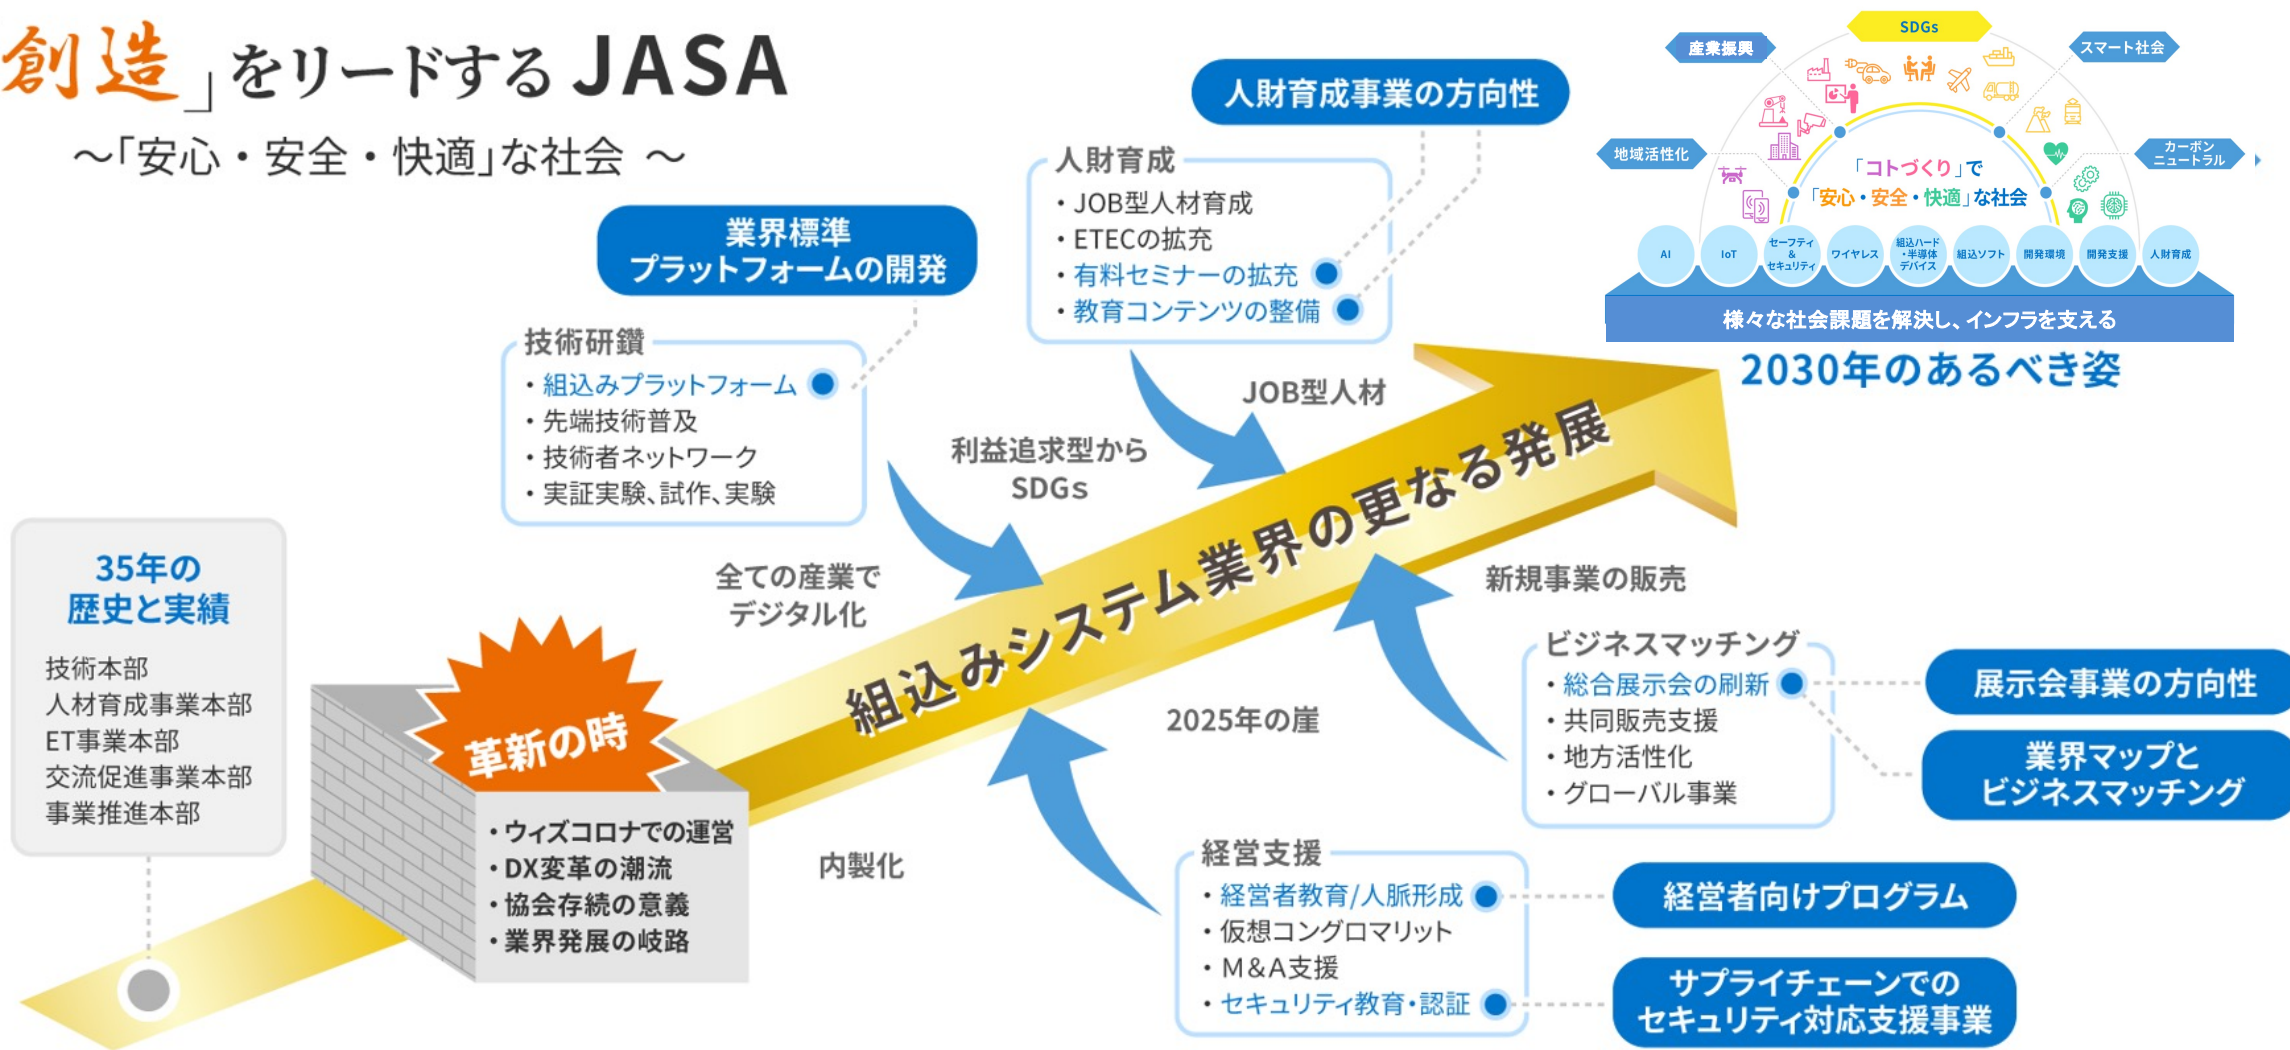 創造」をリードする JASA
～「安心・安全・快適」な社会 ～
人財育成事業の方向性
人財育成
・JOB型人材育成
・ETECの拡充
・有料セミナーの拡充
・教育コンテンツの整備
業界標準
プラットフォームの開発
技術研鑽
・組込みプラットフォーム
・先端技術普及
・技術者ネットワーク
・実証実験、試作、実験
SDGs
産業振興
スマート社会
地域活性化
カーボン
ニュートラル
「コトづくり」で
「安心・安全・快適」な社会
AI
IoT
セーフティ
&
セキュリティ
ワイヤレス
組込ハード
・半導体
デバイス
組込ソフト
開発環境
開発支援
人財育成
様々な社会課題を解決し、インフラを支える
2030年のあるべき姿
JOB型人材
利益追求型から
SDGs
全ての産業で
デジタル化
組込みシステム業界の更なる発展
35年の
歴史と実績
技術本部
人材育成事業本部
ET事業本部
交流促進事業本部
事業推進本部
革新の時
・ウィズコロナでの運営
・DX変革の潮流
・協会存続の意義
・業界発展の岐路
内製化
2025年の崖
新規事業の販売
ビジネスマッチング
・総合展示会の刷新
・共同販売支援
・地方活性化
・グローバル事業
展示会事業の方向性
業界マップと
ビジネスマッチング
経営支援
・経営者教育/人脈形成
・仮想コングロマリット
・M&A支援
・セキュリティ教育・認証
経営者向けプログラム
サプライチェーンでの
セキュリティ対応支援事業